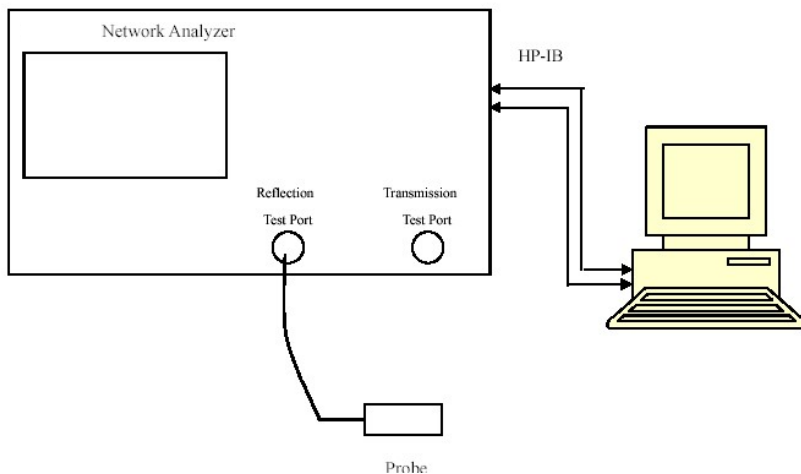 Network Analyzer
HP-IB
Reflection
Test Port
Transmission
Test Port
Probe